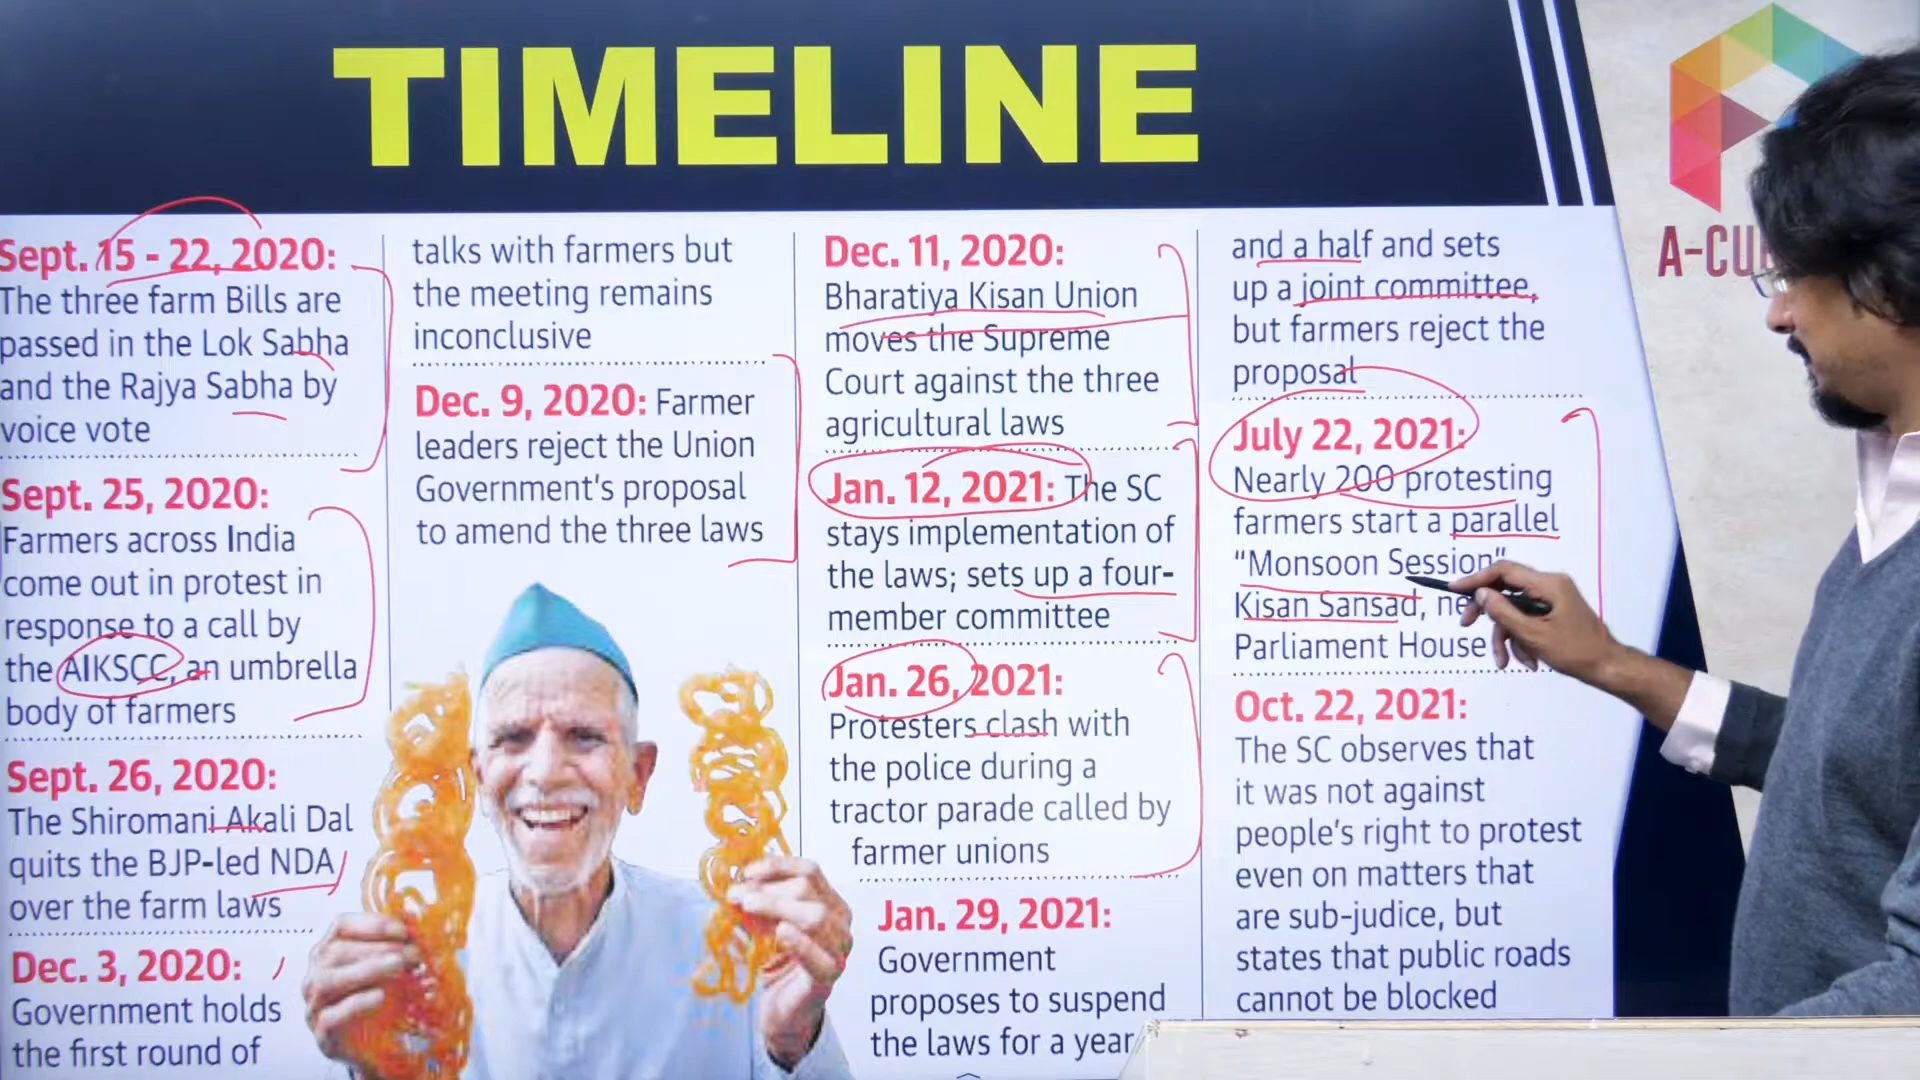 TIMELINE
Sept. 15 - 22, 2020:
The three farm Bills are
passed in the Lok Sabha
and the Rajya Sabha by
voice vote
Sept. 25, 2020:
Farmers across India
come out in protest in
response to a call by
the AIKSCC, an umbrella
body of farmers
Sept. 26, 2020:
The Shiromani Akali Dal
quits the BJP-led NDA
over the farm laws
Dec. 3, 2020:
Government holds
the first round of
talks with farmers but
the meeting remains
inconclusive
Dec. 9, 2020: Farmer
leaders reject the Union
Government's proposal
to amend the three laws
Dec. 11, 2020:
Bharatiya Kisan Union
moves the Supreme
Court against the three
agricultural laws
Jan. 12, 2021: The SC
stays implementation of
the laws; sets up a four-
member committee
Jan. 26, 2021:
Protesters clash with
the police during a
tractor parade called by
farmer unions
Jan. 29, 2021:
Government
proposes to suspend
the laws for a year
and a half and sets
up a joint committee,
but farmers reject the
proposal
July 22, 2021:
Nearly 200 protesting
farmers start a parallel
“Monsoon Session”
Kisan Sansad,
Parliament House
Oct. 22, 2021:
The SC observes that
it was not against
people's right to protest
even on matters that
are sub-judice, but
states that public roads
cannot be blocked